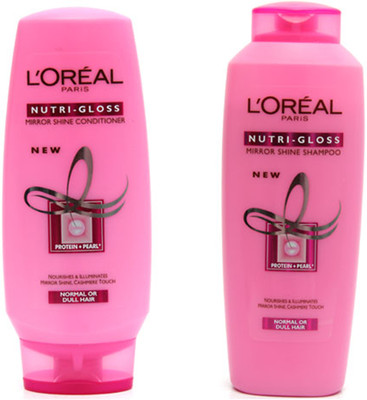 L'ORÉAL
PARIS
NUTRI-GLOSS
MIRROR SHINE CONDITIONER
NEW
PROTEIN + PEARL*
NOURISHES & ILLUMINATES
MIRROR SHINE, CASHMERE TOUCH
NORMAL OR
DULL HAIR
L'ORÉAL
PARIS
NUTRI-GLOSS
MIRROR SHINE SHAMPOO
NEW
PROTEIN + PEARL*
NOURISHES & ILLUMINATES
MIRROR SHINE, CASHMERE TOUCH
NORMAL OR
DULL HAIR